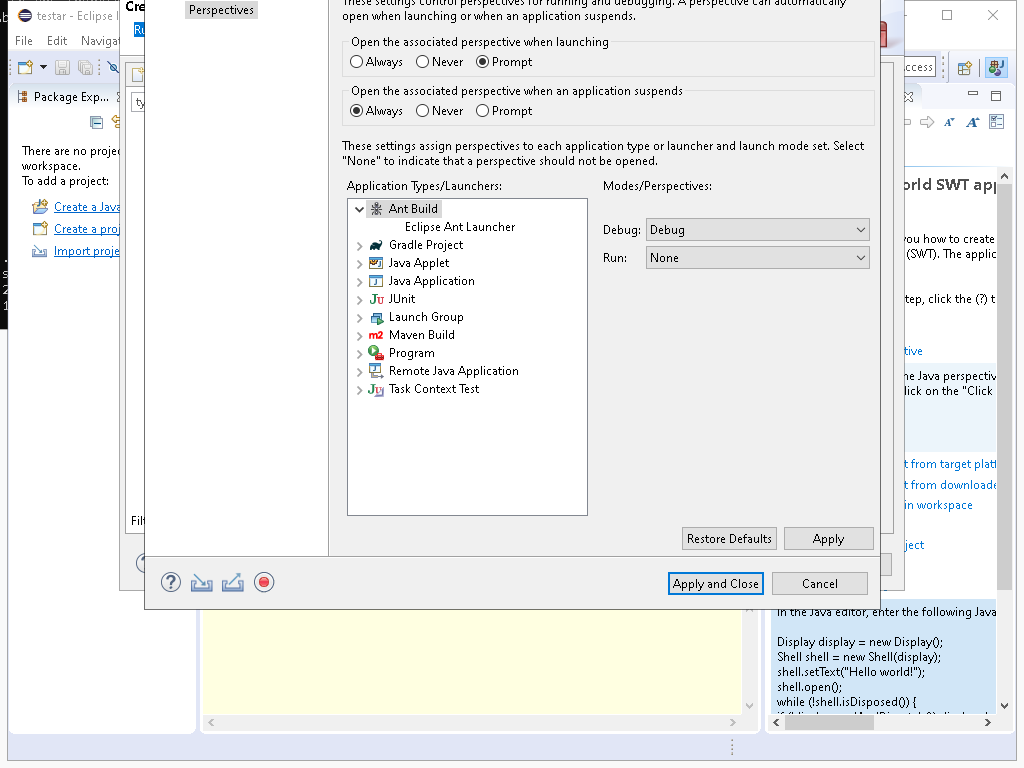 testar - Eclipse I
File Edit Navigat
Package Exp...
There are no proje
workspace.
To add a project:
Create a Java
Create a proj
Import proje
Cre
Ru
ty
Filt
Perspectives
These settings control perspectives for running and debugging. A perspective can automatically
open when launching or when an application suspends.
Open the associated perspective when launching
Always Never Prompt
Open the associated perspective when an application suspends
Always Never Prompt
These settings assign perspectives to each application type or launcher and launch mode set. Select
"None" to indicate that a perspective should not be opened.
Application Types/Launchers:
Modes/Perspectives:
Ant Build
Eclipse Ant Launcher
Gradle Project
Java Applet
Java Application
JUnit
Launch Group
Maven Build
Program
Remote Java Application
Task Context Test
Debug: Debug
Run: None
Restore Defaults Apply
Apply and Close Cancel
ccess
orld SWT app
you how to create
(SWT). The applic
tep, click the (?) t
tive
he Java perspectiv
lick on the "Click
t from target platf
t from downloade
in workspace
ject
In the Java editor, enter the following Java
Display display = new Display();
Shell shell = new Shell(display);
shell.setText("Hello world!");
shell.open();
while (!shell.isDisposed()) {